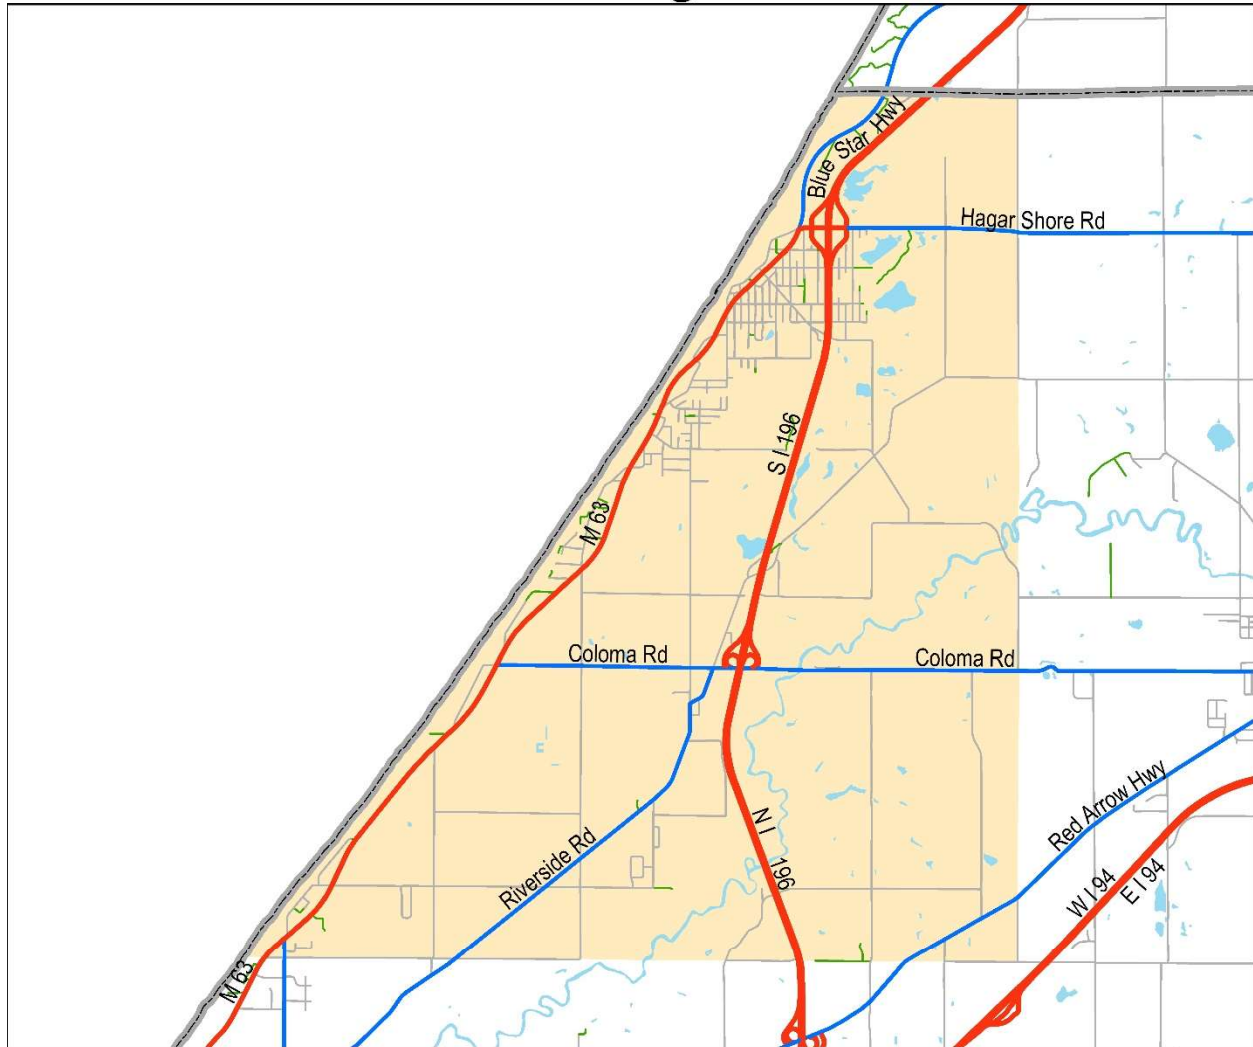 Blue Star Hwy
Hagar Shore Rd
S I 196
M 63
Coloma Rd
Coloma Rd
Red Arrow Hwy
N I 196
Riverside Rd
W I 94
E I 94
M 63